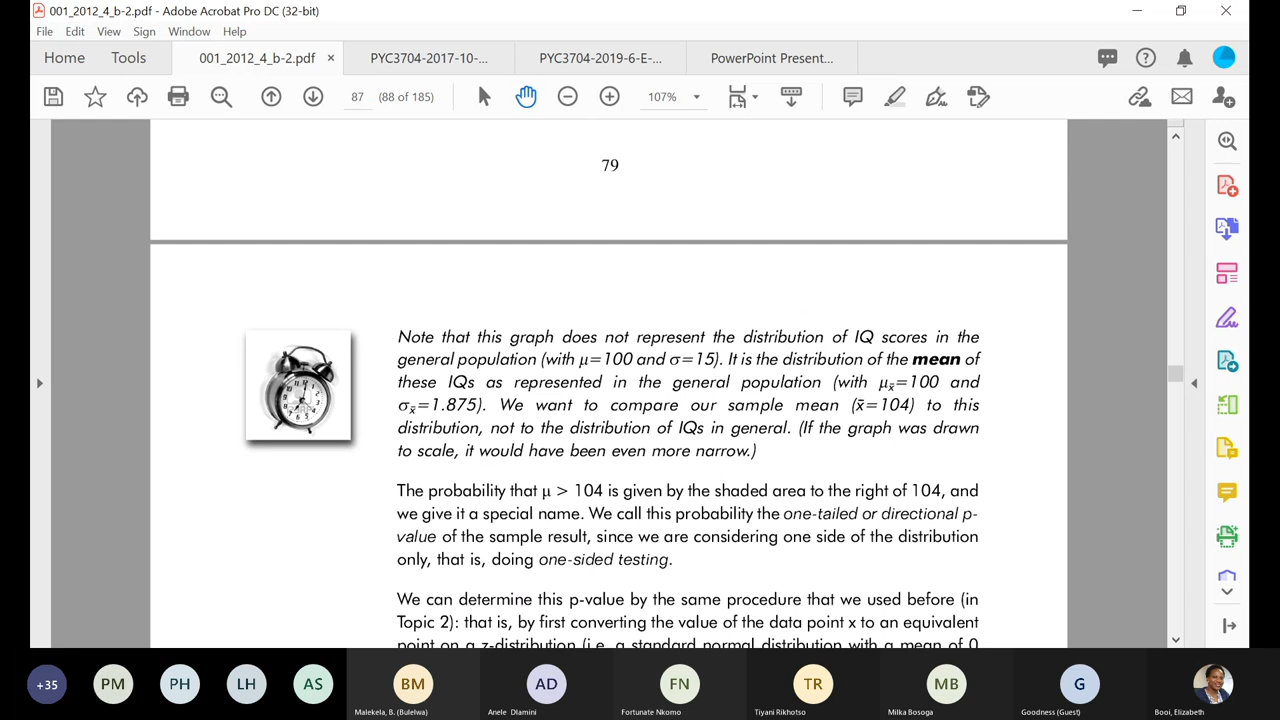 001_2012_4_b-2.pdf - Adobe Acrobat Pro DC (32-bit)
File Edit View Sign Window Help
Home Tools 001_2012_4_b-2.pdf × PYC3704-2017-10-... PYC3704-2019-6-E-... PowerPoint Present...
87 (88 of 185) 107%
79
Note that this graph does not represent the distribution of IQ scores in the
general population (with μ=100 and σ=15). It is the distribution of the mean of
these IQs as represented in the general population (with μx̄=100 and
σx̄=1.875). We want to compare our sample mean (x̄=104) to this
distribution, not to the distribution of IQs in general. (If the graph was drawn
to scale, it would have been even more narrow.)
The probability that μ > 104 is given by the shaded area to the right of 104, and
we give it a special name. We call this probability the one-tailed or directional p-
value of the sample result, since we are considering one side of the distribution
only, that is, doing one-sided testing.
We can determine this p-value by the same procedure that we used before (in
Topic 2): that is, by first converting the value of the data point x to an equivalent
point on a z-distribution (i.e. a standard normal distribution with a mean of 0
+35 PM PH LH AS BM AD FN TR MB G
Malekela, B. (Bulelwa) Anele Dlamini Fortunate Nkomo Tiyani Rikhotso Milka Bosoga Goodness (Guest) Booi, Elizabeth